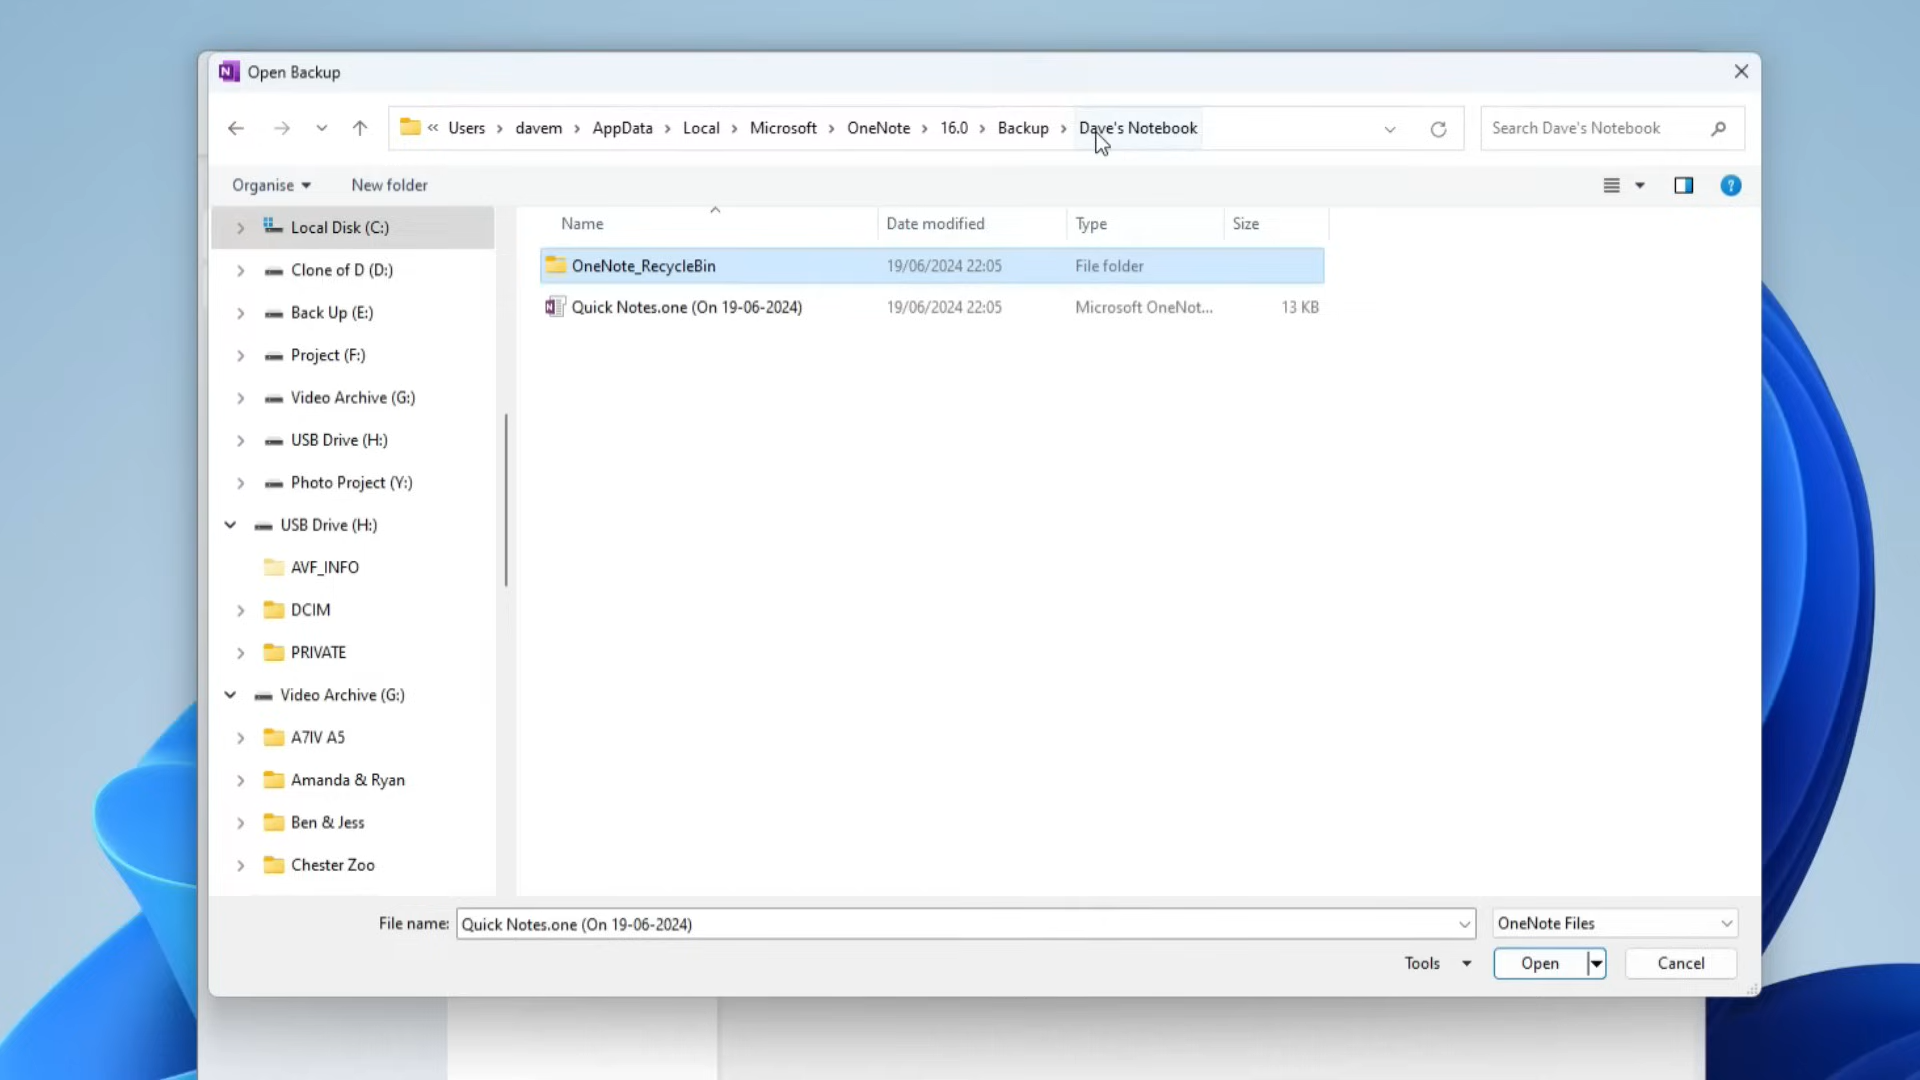 Open Backup
« Users > davem > AppData > Local > Microsoft > OneNote > 16.0 > Backup > Dave's Notebook
Search Dave's Notebook
Organise
New folder
?
Name
Date modified
Type
Size
Local Disk (C:)
Clone of D (D:)
Back Up (E:)
Project (F:)
Video Archive (G:)
USB Drive (H:)
Photo Project (Y:)
USB Drive (H:)
AVF_INFO
DCIM
PRIVATE
Video Archive (G:)
A7IV A5
Amanda & Ryan
Ben & Jess
Chester Zoo
OneNote_RecycleBin 19/06/2024 22:05 File folder
Quick Notes.one (On 19-06-2024) 19/06/2024 22:05 Microsoft OneNot... 13 KB
File name: Quick Notes.one (On 19-06-2024)
OneNote Files
Tools
Open
Cancel